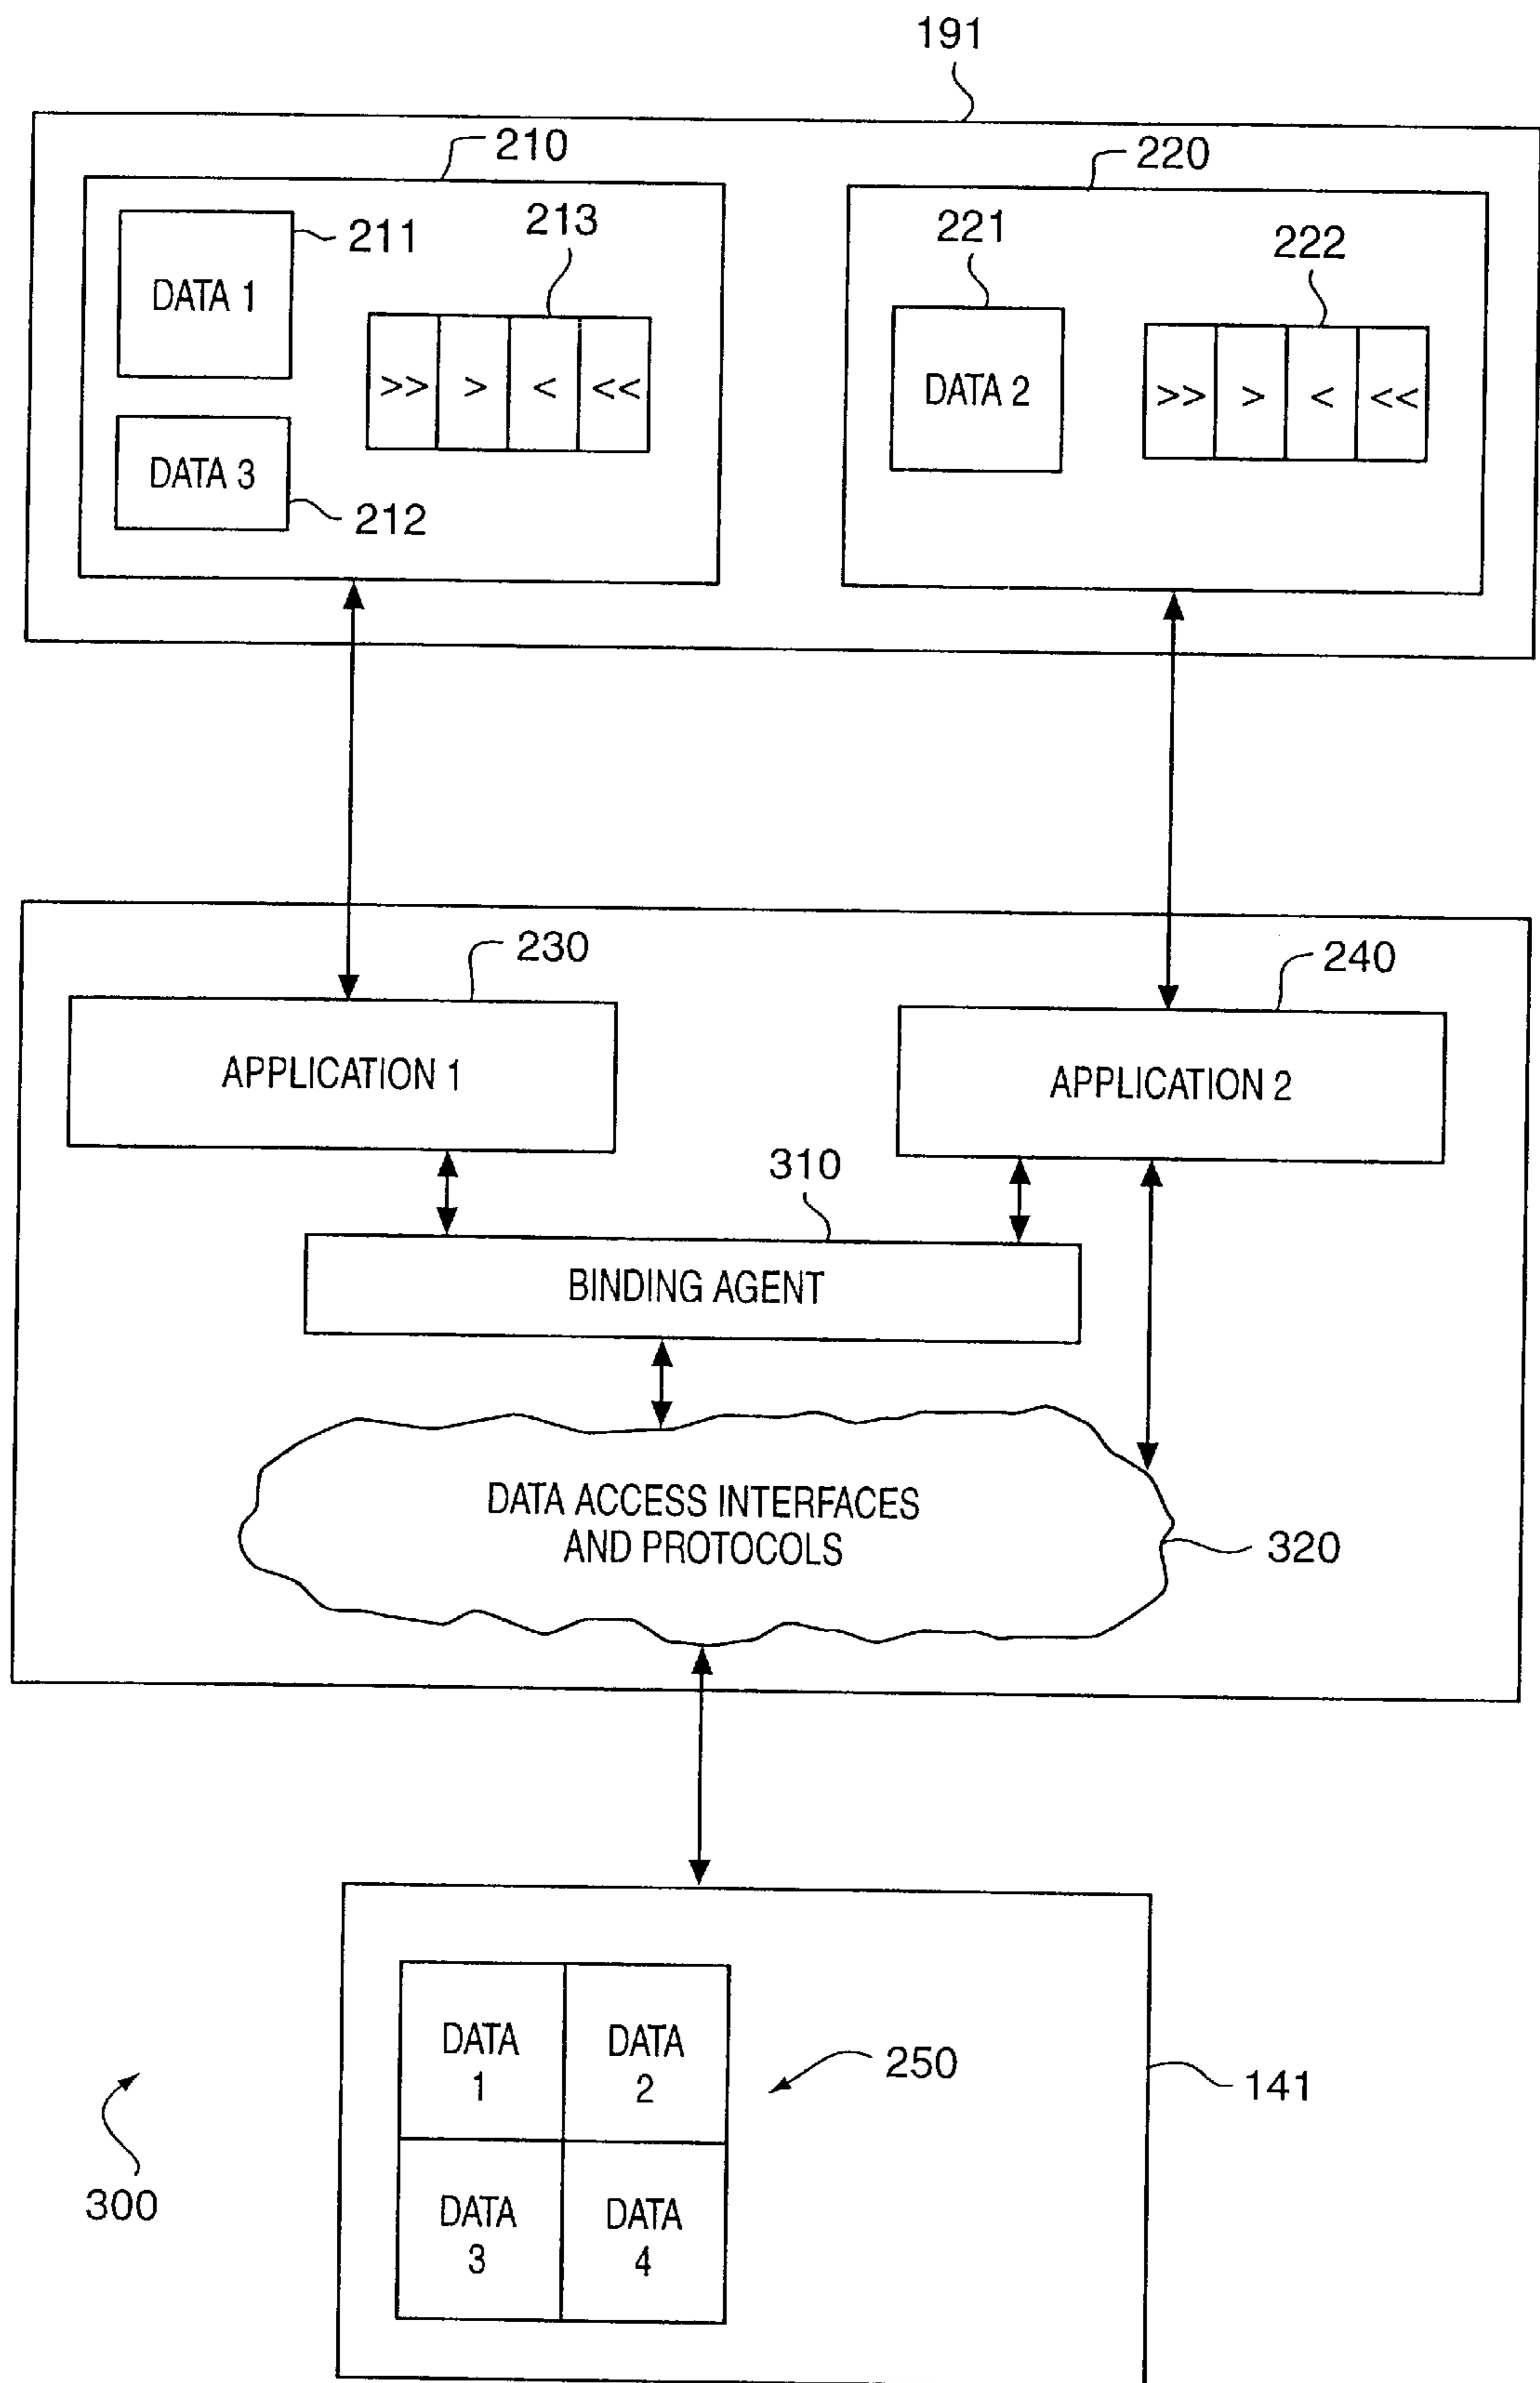 191
210
220
211
213
221
222
DATA 1
>> > < <<
DATA 2
>> > < <<
DATA 3
212
230
240
APPLICATION 1
APPLICATION 2
310
BINDING AGENT
DATA ACCESS INTERFACES
AND PROTOCOLS
320
DATA
1
DATA
2
250
141
300
DATA
3
DATA
4